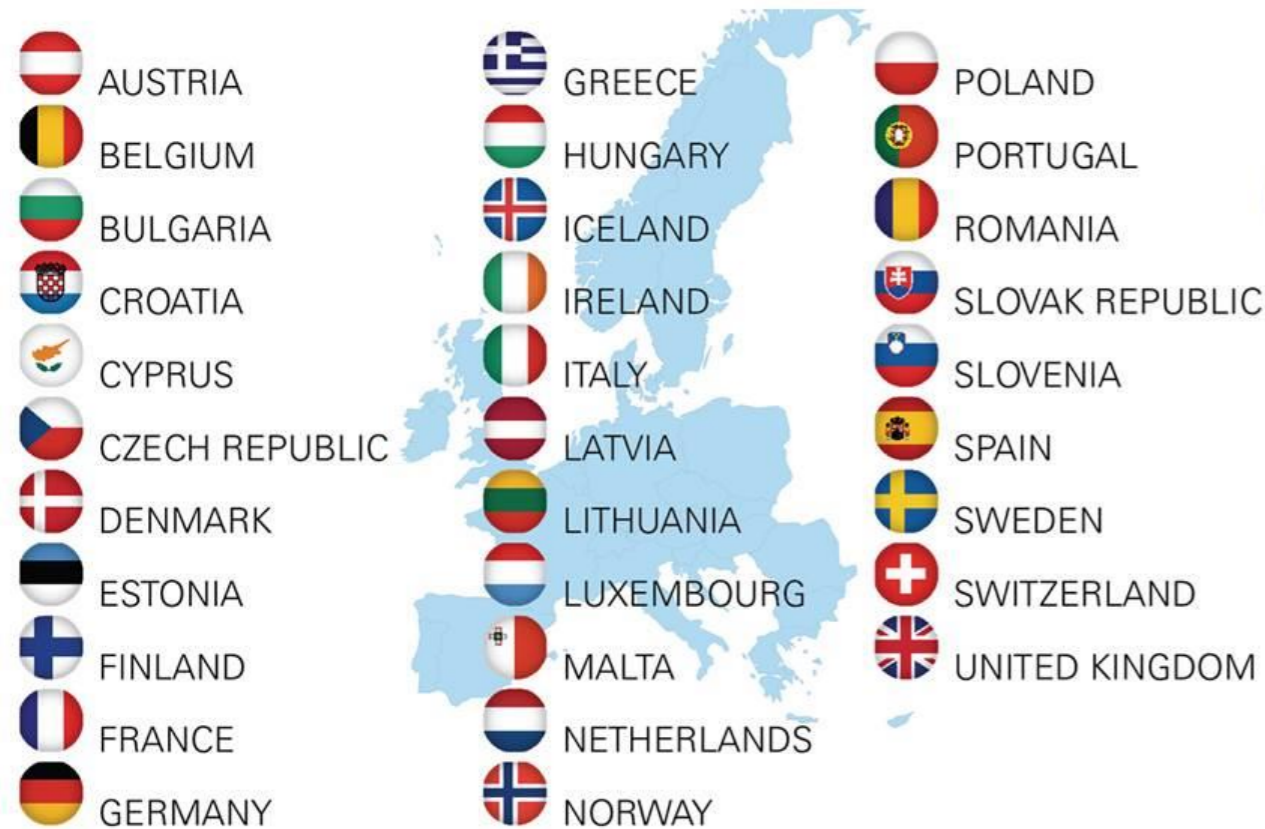 AUSTRIA
BELGIUM
BULGARIA
CROATIA
CYPRUS
CZECH REPUBLIC
DENMARK
ESTONIA
FINLAND
FRANCE
GERMANY
GREECE
HUNGARY
ICELAND
IRELAND
ITALY
LATVIA
LITHUANIA
LUXEMBOURG
MALTA
NETHERLANDS
NORWAY
POLAND
PORTUGAL
ROMANIA
SLOVAK REPUBLIC
SLOVENIA
SPAIN
SWEDEN
SWITZERLAND
UNITED KINGDOM